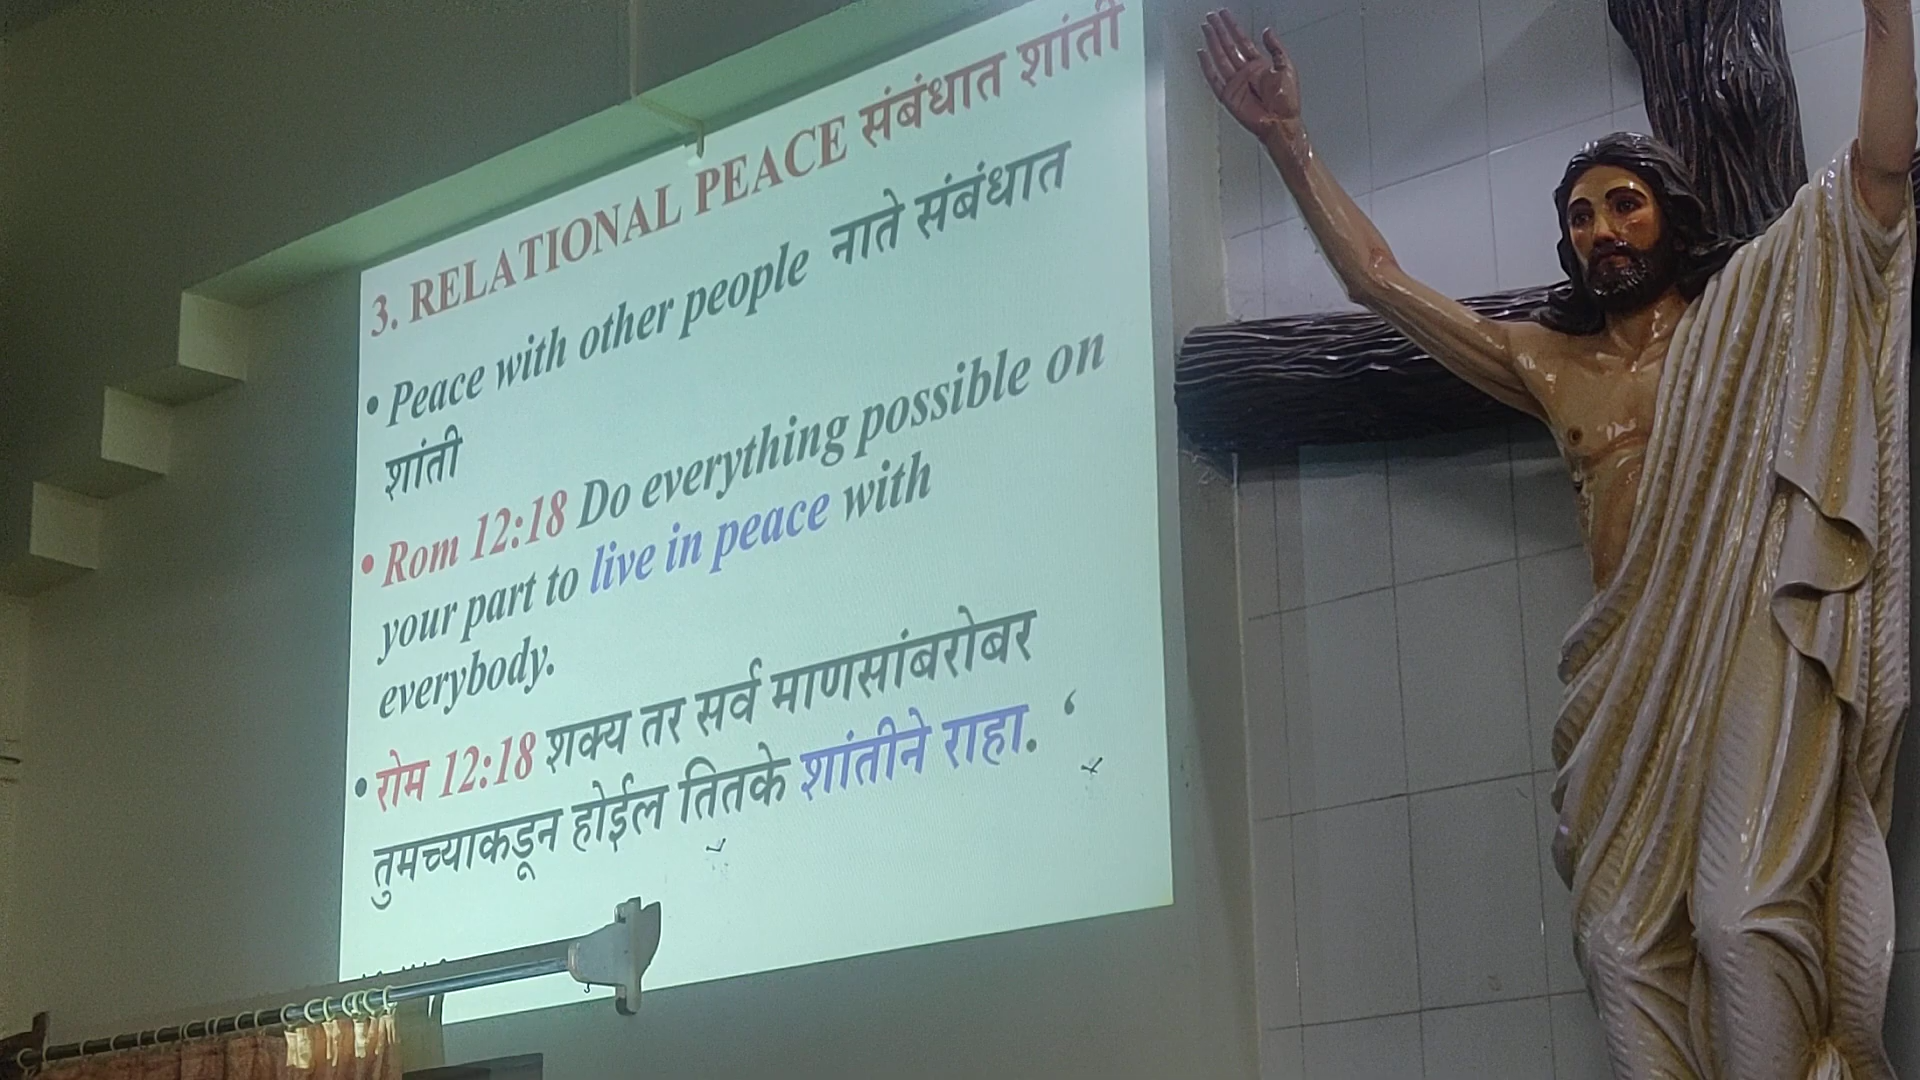 3. RELATIONAL PEACE संबंधात शांती
• Peace with other people नाते संबंधात
शांती
• Rom 12:18 Do everything possible on
your part to live in peace with
everybody.
• रोम 12:18 शक्य तर सर्व माणसांबरोबर
तुमच्याकडून होईल तितके शांतीने राहा. ‘